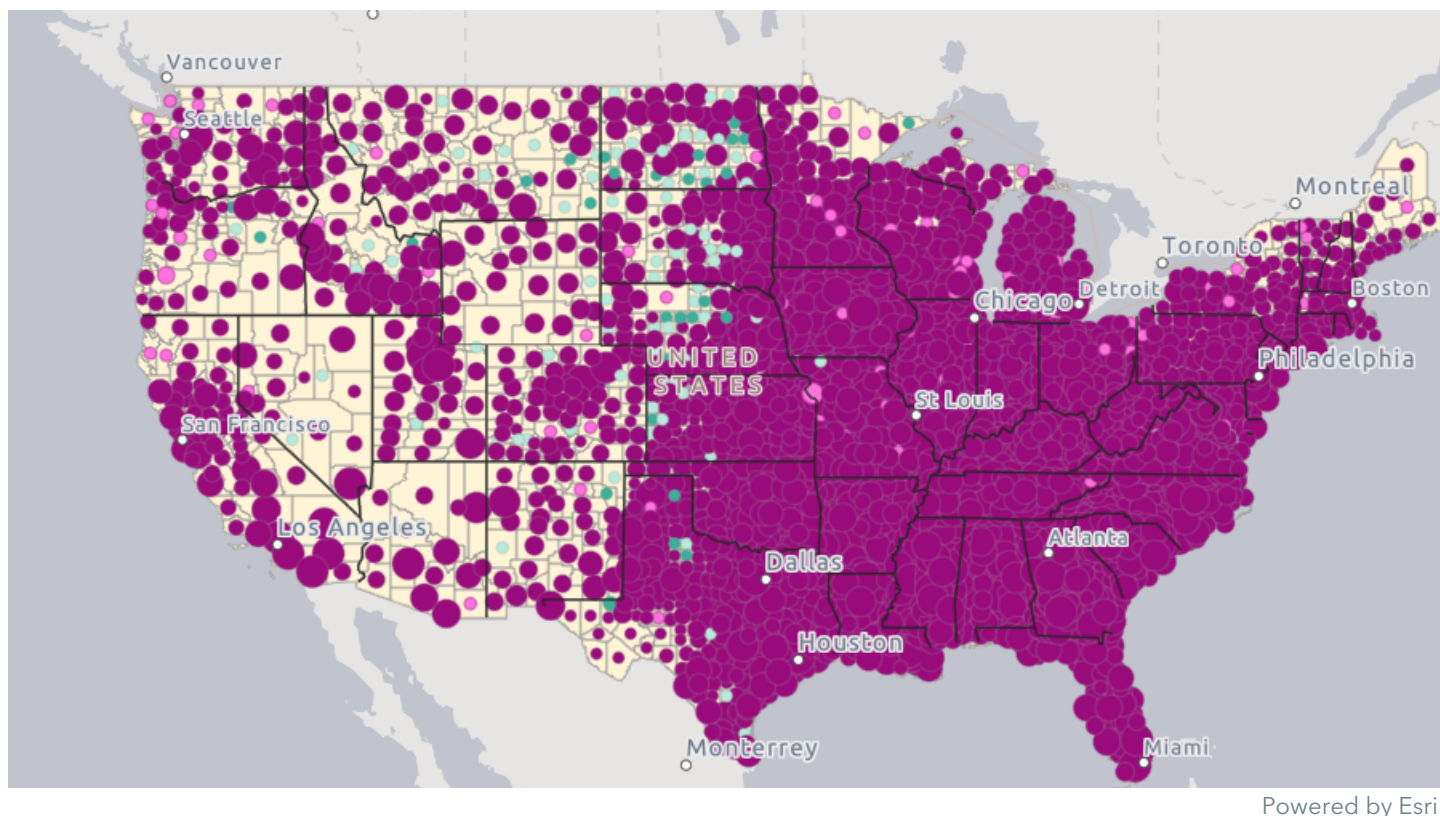 Vancouver
Seattle
Montreal
Toronto
Boston
Detroit
Chicago
UNITED
STATES
Philadelphia
St Louis
San Francisco
Los Angeles
Atlanta
Dallas
Houston
Monterrey
Miami
Powered by Esri